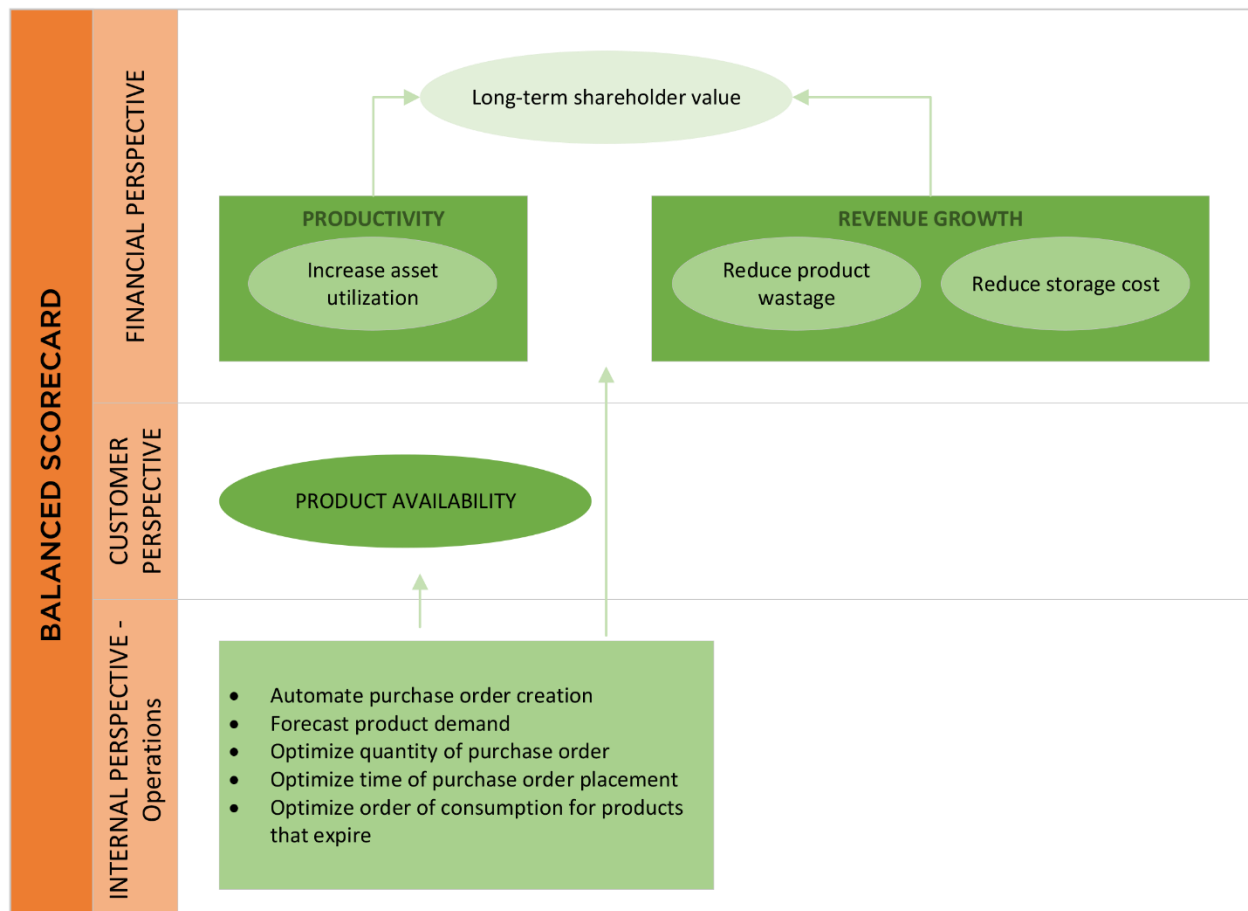 BALANCED SCORECARD
FINANCIAL PERSPECTIVE
Long-term shareholder value
PRODUCTIVITY
Increase asset
utilization
REVENUE GROWTH
Reduce product
wastage
Reduce storage cost
CUSTOMER
PERSPECTIVE
PRODUCT AVAILABILITY
INTERNAL PERSPECTIVE -
Operations
• Automate purchase order creation
• Forecast product demand
• Optimize quantity of purchase order
• Optimize time of purchase order placement
• Optimize order of consumption for products
that expire